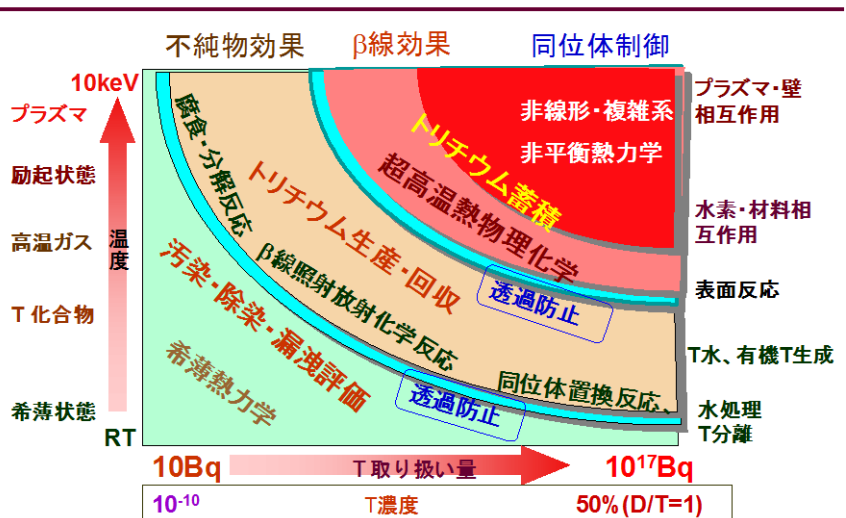 不純物効果 β線効果 同位体制御
10keV
プラズマ
励起状態
高温ガス
T化合物
希薄状態
RT
温度
腐食・分解反応
トリチウム生産・回収
β線照射放射化学反応
汚染・除染・漏洩評価
希薄熱力学
トリチウム蓄積
超高温熱物理化学
非線形・複雑系
非平衡熱力学
透過防止
透過防止
同位体置換反応、
プラズマ・壁
相互作用
水素・材料相
互作用
表面反応
T水、有機T生成
水処理
T分離
10Bq T取り扱い量 10¹⁷Bq
10⁻¹⁰ T濃度 50%(D/T=1)